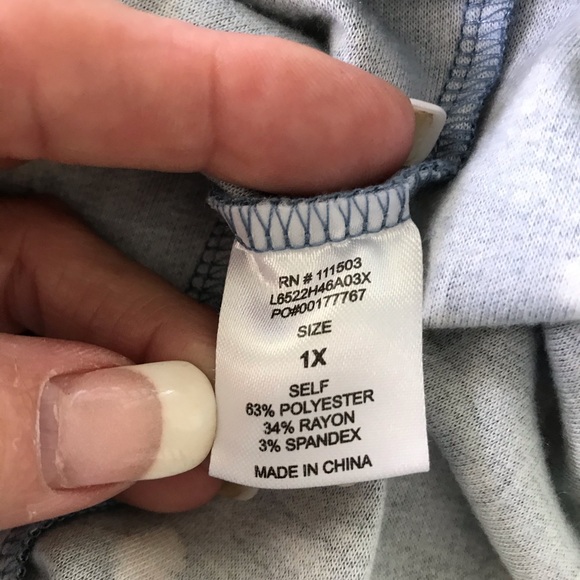 RN # 111503
L6522H46A03X
PO#00177767
SIZE
1X
SELF
63% POLYESTER
34% RAYON
3% SPANDEX
MADE IN CHINA